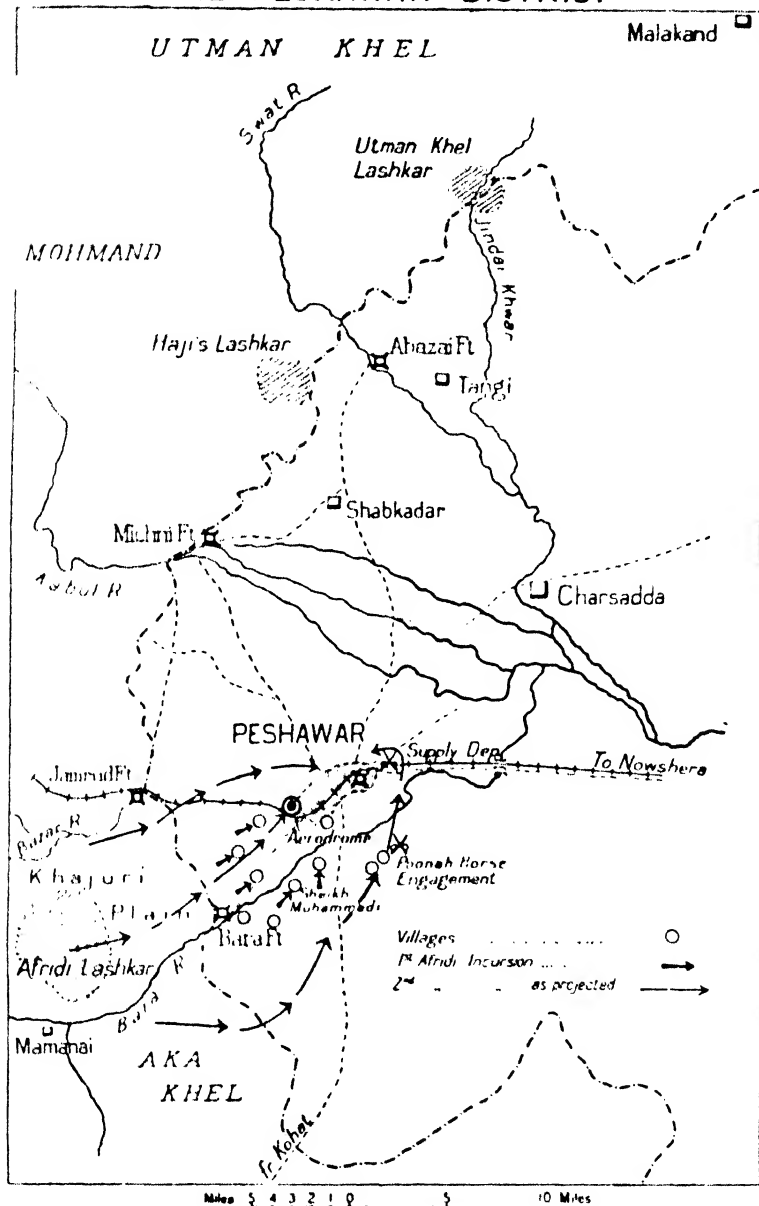 DISTRICT
Malakand
UTMAN KHEL
Swat R
Utman Khel
Lashkar
Jindai Khwar
MOHMAND
Haji's Lashkar
Abazai Ft
Tangi
Shabkadar
Michni Ft
Kabul R
Charsadda
PESHAWAR
Supply Dep.
To Nowshera
Jamrud Ft
Bazar R
Aerodrome
Khajuri
Plain
Poonah Horse
Engagement
Sheikh
Muhammadi
Bara Ft
Afridi Lashkar
Bara R
Villages
1st Afridi Incursion
2nd " " as projected
Mamanai
AKA
KHEL
fr. Kohat
Miles 5 4 3 2 1 0 5 10 Miles